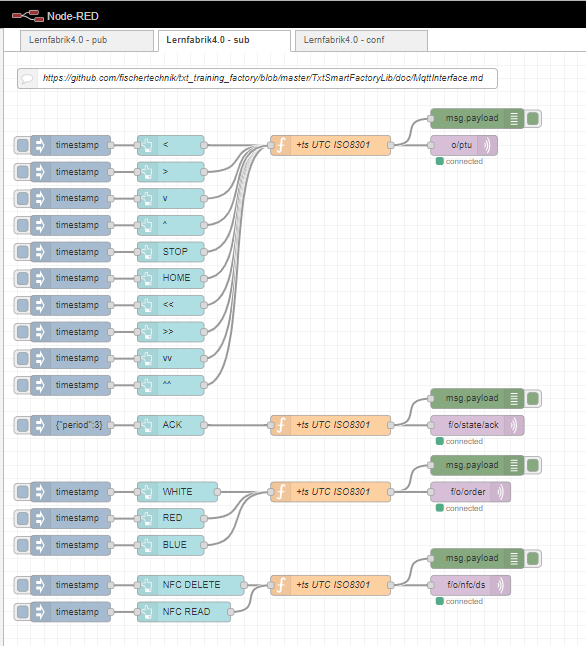 Node-RED
Lernfabrik4.0 - pub
Lernfabrik4.0 - sub
Lernfabrik4.0 - conf
https://github.com/fischertechnik/txt_training_factory/blob/master/TxtSmartFactoryLib/doc/MqttInterface.md
msg.payload
timestamp < +ts UTC ISO8301 o/ptu
connected
timestamp >
timestamp v
timestamp ^
timestamp STOP
timestamp HOME
timestamp <<
timestamp >>
timestamp vv
timestamp ^^
msg.payload
{"period":3} ACK +ts UTC ISO8301 f/o/state/ack
connected
msg.payload
timestamp WHITE +ts UTC ISO8301 f/o/order
connected
timestamp RED
timestamp BLUE
msg.payload
timestamp NFC DELETE +ts UTC ISO8301 f/o/nfc/ds
connected
timestamp NFC READ